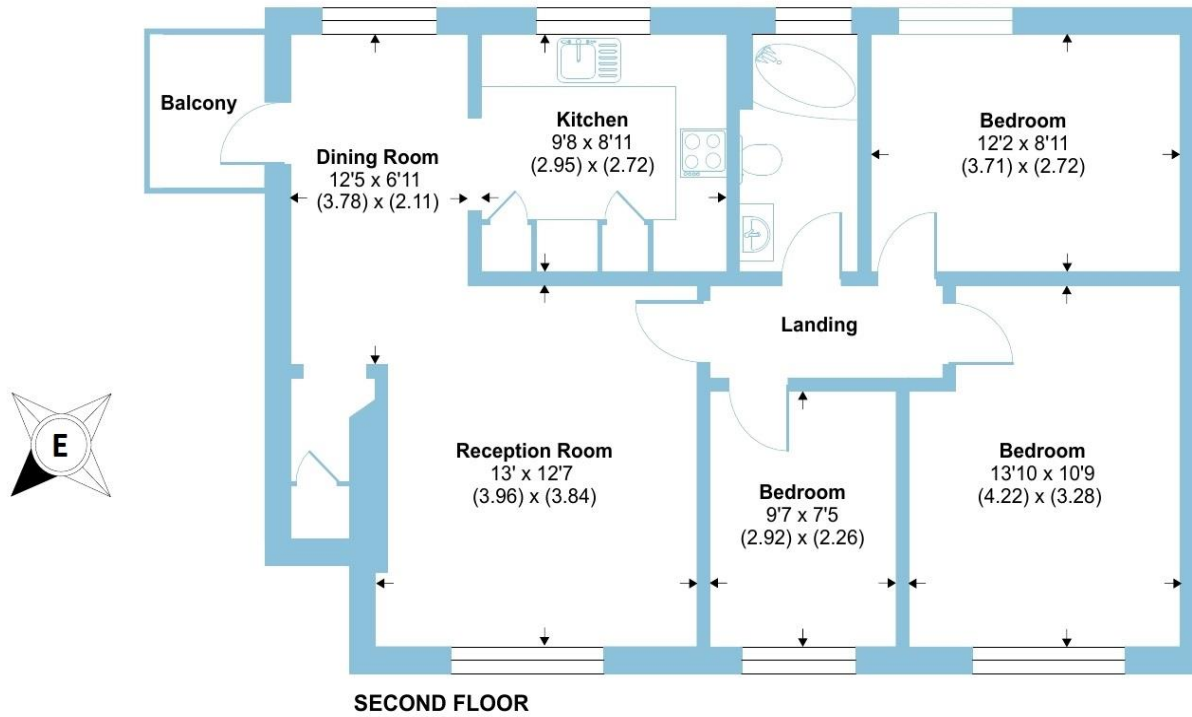 Balcony
Dining Room
12'5 x 6'11
(3.78) x (2.11)
Kitchen
9'8 x 8'11
(2.95) x (2.72)
Bedroom
12'2 x 8'11
(3.71) x (2.72)
Landing
E
Reception Room
13' x 12'7
(3.96) x (3.84)
Bedroom
9'7 x 7'5
(2.92) x (2.26)
Bedroom
13'10 x 10'9
(4.22) x (3.28)
SECOND FLOOR